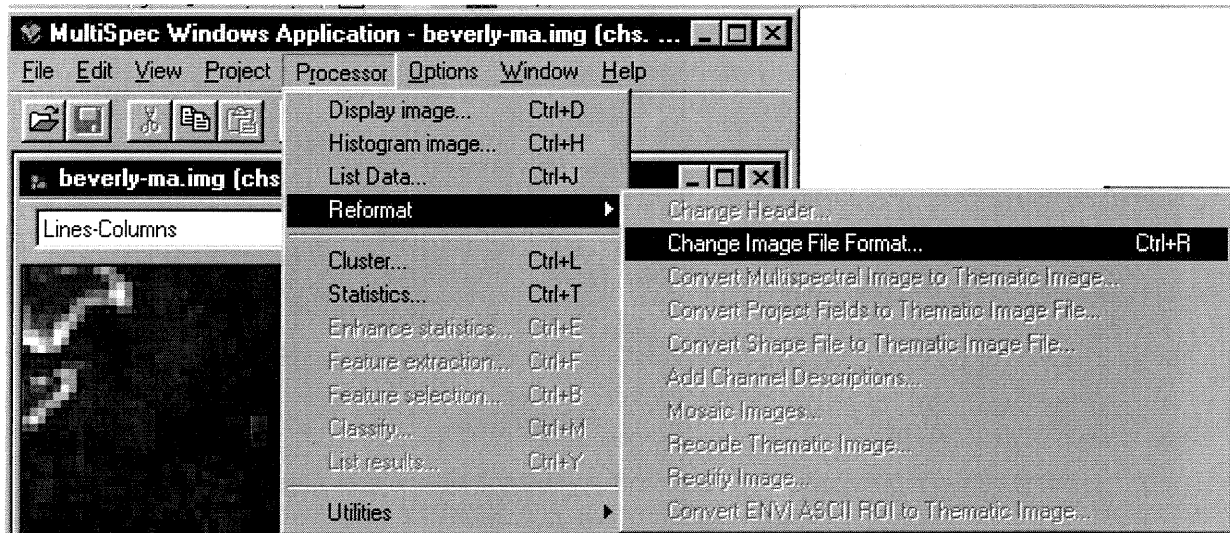 MultiSpec Windows Application - beverly-ma.img (chs. ...
File Edit View Project Processor Options Window Help
beverly-ma.img (chs
Lines-Columns
Display image... Ctrl+D
Histogram image... Ctrl+H
List Data... Ctrl+J
Reformat
Cluster... Ctrl+L
Statistics... Ctrl+T
Enhance statistics... Ctrl+E
Feature extraction... Ctrl+F
Feature selection... Ctrl+B
Classify... Ctrl+M
List results... Ctrl+Y
Utilities
Change Header...
Change Image File Format... Ctrl+R
Convert Multispectral Image to Thematic Image...
Convert Project Fields to Thematic Image File...
Convert Shape File to Thematic Image File...
Add Channel Descriptions...
Mosaic Images...
Recode Thematic Image...
Rectify Image...
Convert ENVI ASCII ROI to Thematic Image...